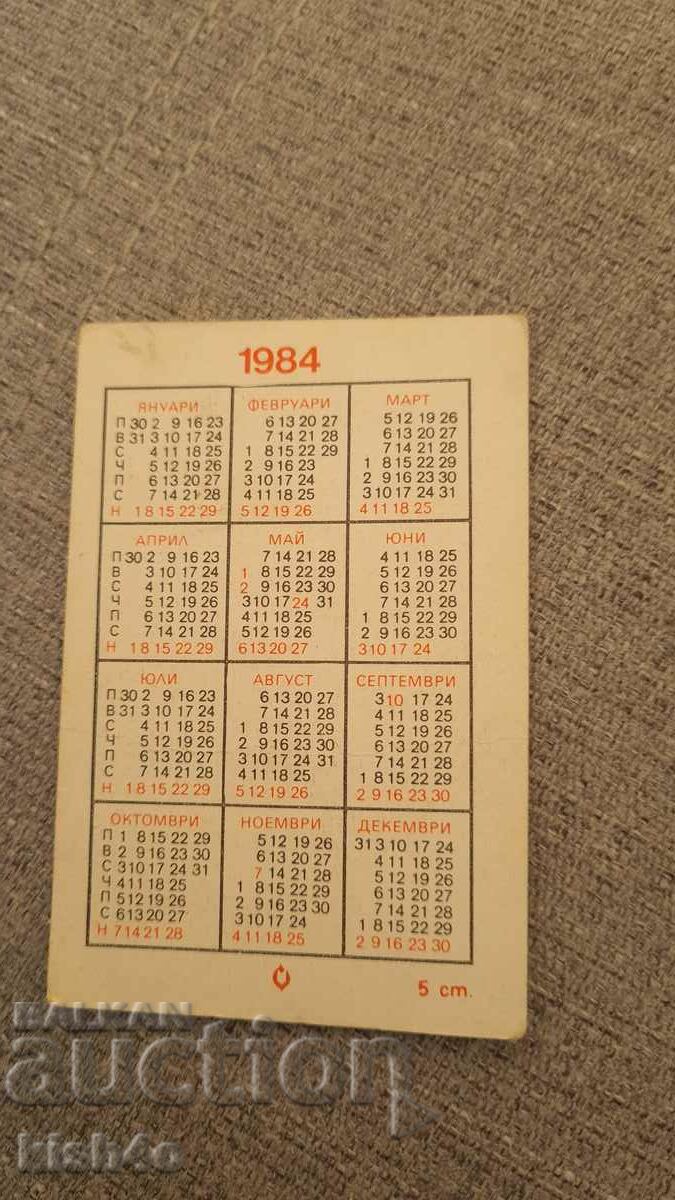 1984
ЯНУАРИ ФЕВРУАРИ МАРТ
П 30 2 9 16 23 6 13 20 27 5 12 19 26
В 31 3 10 17 24 7 14 21 28 6 13 20 27
С 4 11 18 25 1 8 15 22 29 7 14 21 28
Ч 5 12 19 26 2 9 16 23 1 8 15 22 29
П 6 13 20 27 3 10 17 24 2 9 16 23 30
С 7 14 21 28 4 11 18 25 3 10 17 24 31
Н 1 8 15 22 29 5 12 19 26 4 11 18 25
АПРИЛ МАЙ ЮНИ
П 30 2 9 16 23 7 14 21 28 4 11 18 25
В 3 10 17 24 1 8 15 22 29 5 12 19 26
С 4 11 18 25 2 9 16 23 30 6 13 20 27
Ч 5 12 19 26 3 10 17 24 31 7 14 21 28
П 6 13 20 27 4 11 18 25 1 8 15 22 29
С 7 14 21 28 5 12 19 26 2 9 16 23 30
Н 1 8 15 22 29 6 13 20 27 3 10 17 24
ЮЛИ АВГУСТ СЕПТЕМВРИ
П 30 2 9 16 23 6 13 20 27 3 10 17 24
В 31 3 10 17 24 7 14 21 28 4 11 18 25
С 4 11 18 25 1 8 15 22 29 5 12 19 26
Ч 5 12 19 26 2 9 16 23 30 6 13 20 27
П 6 13 20 27 3 10 17 24 31 7 14 21 28
С 7 14 21 28 4 11 18 25 1 8 15 22 29
Н 1 8 15 22 29 5 12 19 26 2 9 16 23 30
ОКТОМВРИ НОЕМВРИ ДЕКЕМВРИ
П 1 8 15 22 29 5 12 19 26 31 3 10 17 24
В 2 9 16 23 30 6 13 20 27 4 11 18 25
С 3 10 17 24 31 7 14 21 28 5 12 19 26
Ч 4 11 18 25 1 8 15 22 29 6 13 20 27
П 5 12 19 26 2 9 16 23 30 7 14 21 28
С 6 13 20 27 3 10 17 24 1 8 15 22 29
Н 7 14 21 28 4 11 18 25 2 9 16 23 30
5 cm.
BALKAN
auction
kish4o